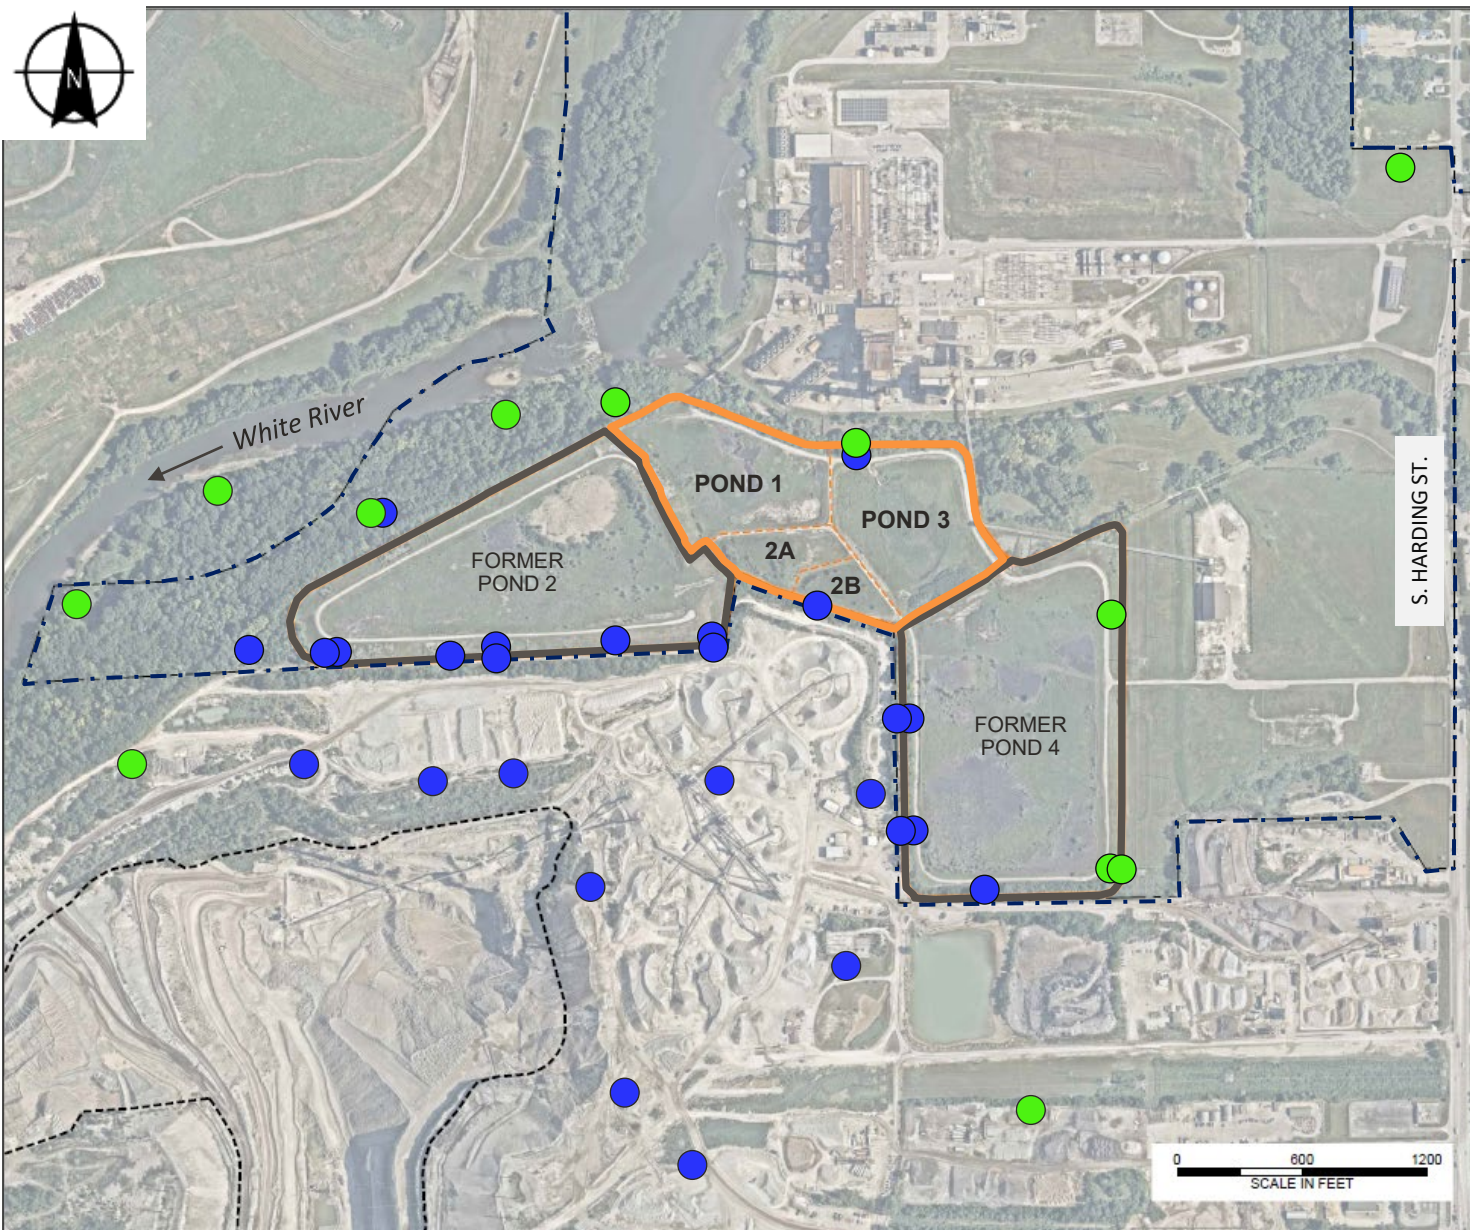 N
White River
POND 1
POND 3
2A
2B
FORMER
POND 2
FORMER
POND 4
S. HARDING ST.
0 600 1200
SCALE IN FEET